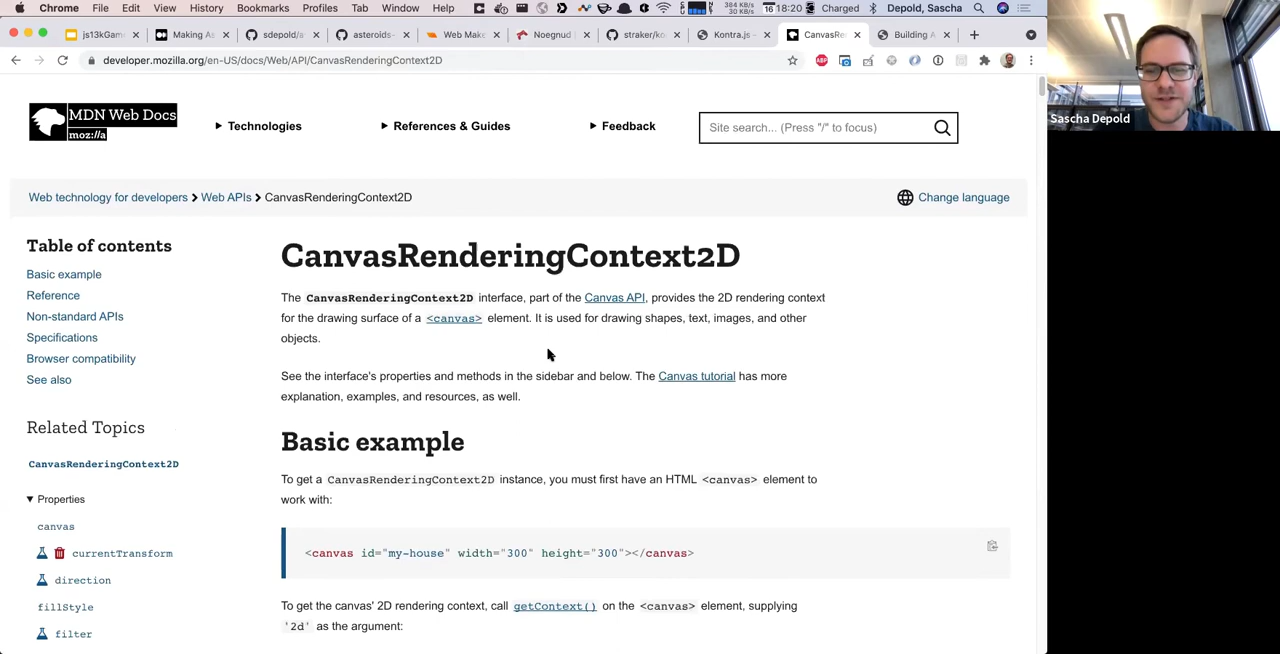 Chrome File Edit View History Bookmarks Profiles Tab Window Help 384 KB/s 30 KB/s 16 18:20 Charged Depold, Sascha
js13kGame Making As sdepold/a asteroids- Web Make Noegnud straker/ko Kontra.js – CanvasRe Building A
developer.mozilla.org/en-US/docs/Web/API/CanvasRenderingContext2D
ABP
Sascha Depold
MDN Web Docs
moz://a
Technologies References & Guides Feedback Site search... (Press "/" to focus)
Web technology for developers Web APIs CanvasRenderingContext2D Change language
Table of contents
Basic example
Reference
Non-standard APIs
Specifications
Browser compatibility
See also
Related Topics
CanvasRenderingContext2D
Properties
canvas
currentTransform
direction
fillStyle
filter
CanvasRenderingContext2D
The CanvasRenderingContext2D interface, part of the Canvas API, provides the 2D rendering context
for the drawing surface of a <canvas> element. It is used for drawing shapes, text, images, and other
objects.
See the interface's properties and methods in the sidebar and below. The Canvas tutorial has more
explanation, examples, and resources, as well.
Basic example
To get a CanvasRenderingContext2D instance, you must first have an HTML <canvas> element to
work with:
<canvas id="my-house" width="300" height="300"></canvas>
To get the canvas' 2D rendering context, call getContext() on the <canvas> element, supplying
'2d' as the argument: